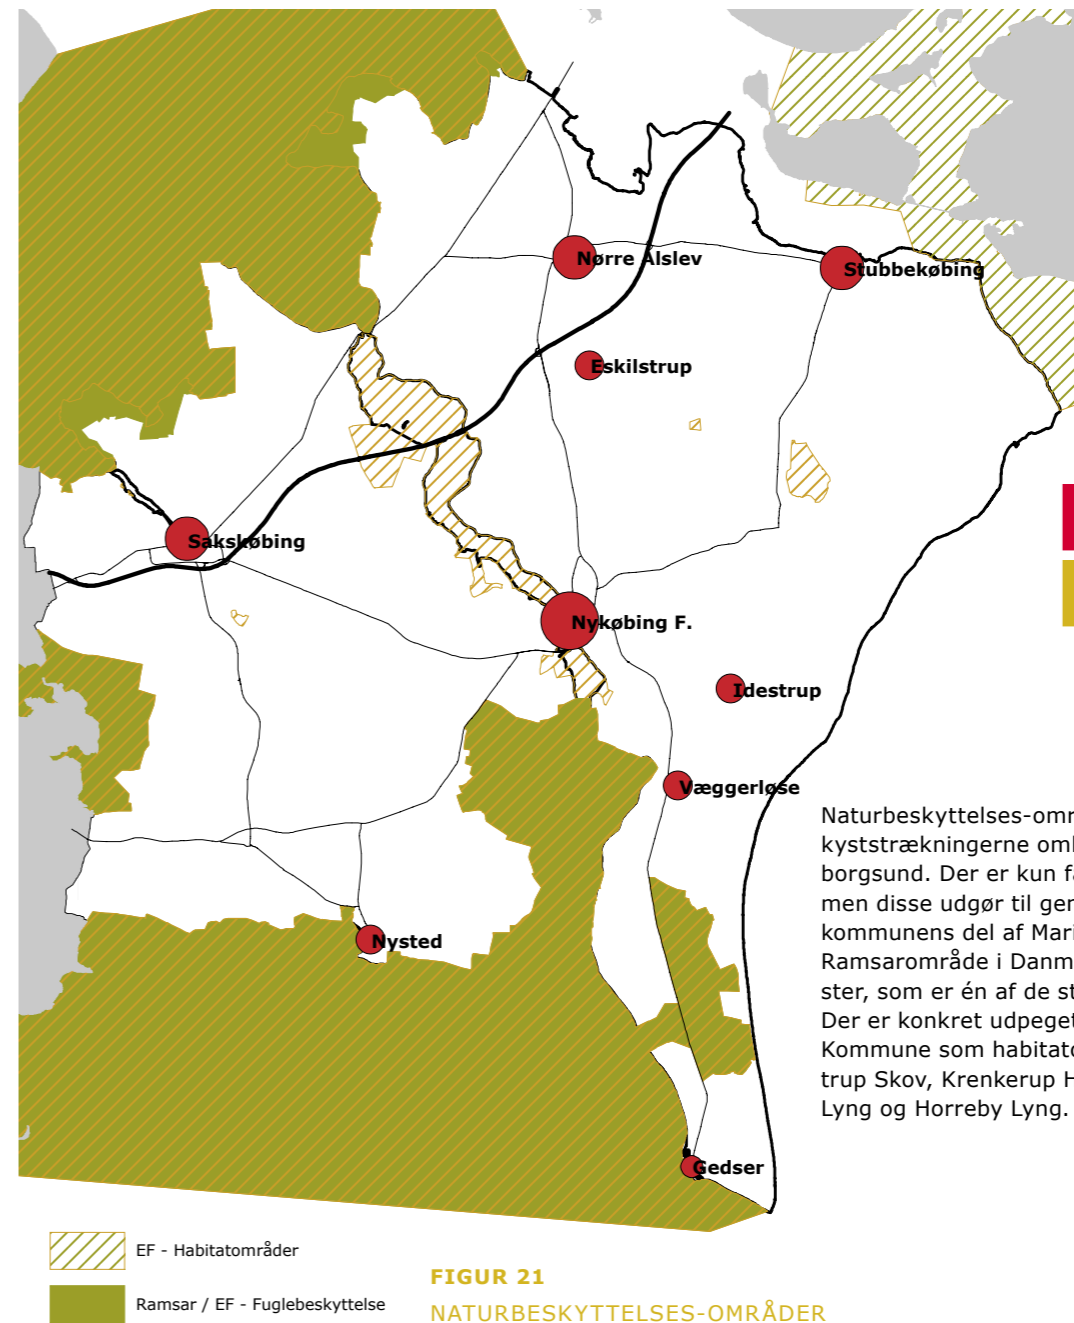 Nørre Alslev
Stubbekøbing
Eskilstrup
Sakskøbing
Nykøbing F.
Idestrup
Væggerløse
Nysted
Gedser
Naturbeskyttelses-omr
kyststrækningerne om
borgsund. Der er kun f
men disse udgør til ger
kommunens del af Mari
Ramsarområde i Danm
ster, som er én af de st
Der er konkret udpeget
Kommune som habitato
trup Skov, Krenkerup H
Lyng og Horreby Lyng.
EF - Habitatområder
Ramsar / EF - Fuglebeskyttelse
FIGUR 21
NATURBESKYTTELSES-OMRÅDER